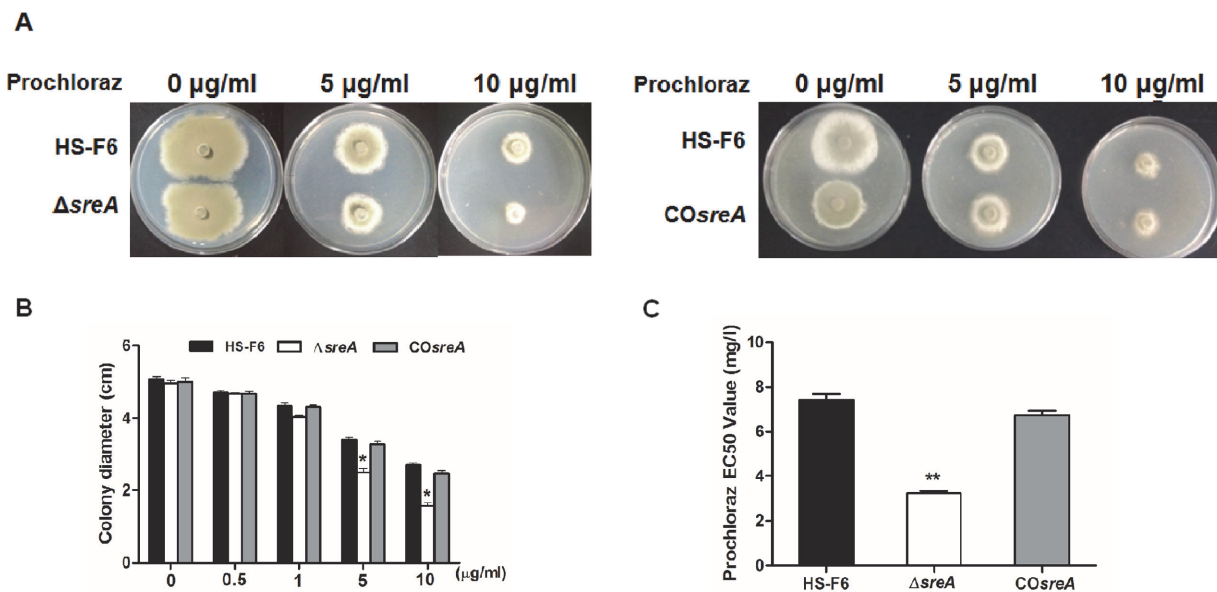 A
Prochloraz 0 µg/ml 5 µg/ml 10 µg/ml
HS-F6
ΔsreA
Prochloraz 0 µg/ml 5 µg/ml 10 µg/ml
HS-F6
COsreA
B
Colony diameter (cm)
6
4
2
0
HS-F6 ΔsreA COsreA
*
*
0 0.5 1 5 10 (µg/ml)
C
Prochloraz EC50 Value (mg/l)
10
8
6
4
2
0
**
HS-F6 ΔsreA COsreA